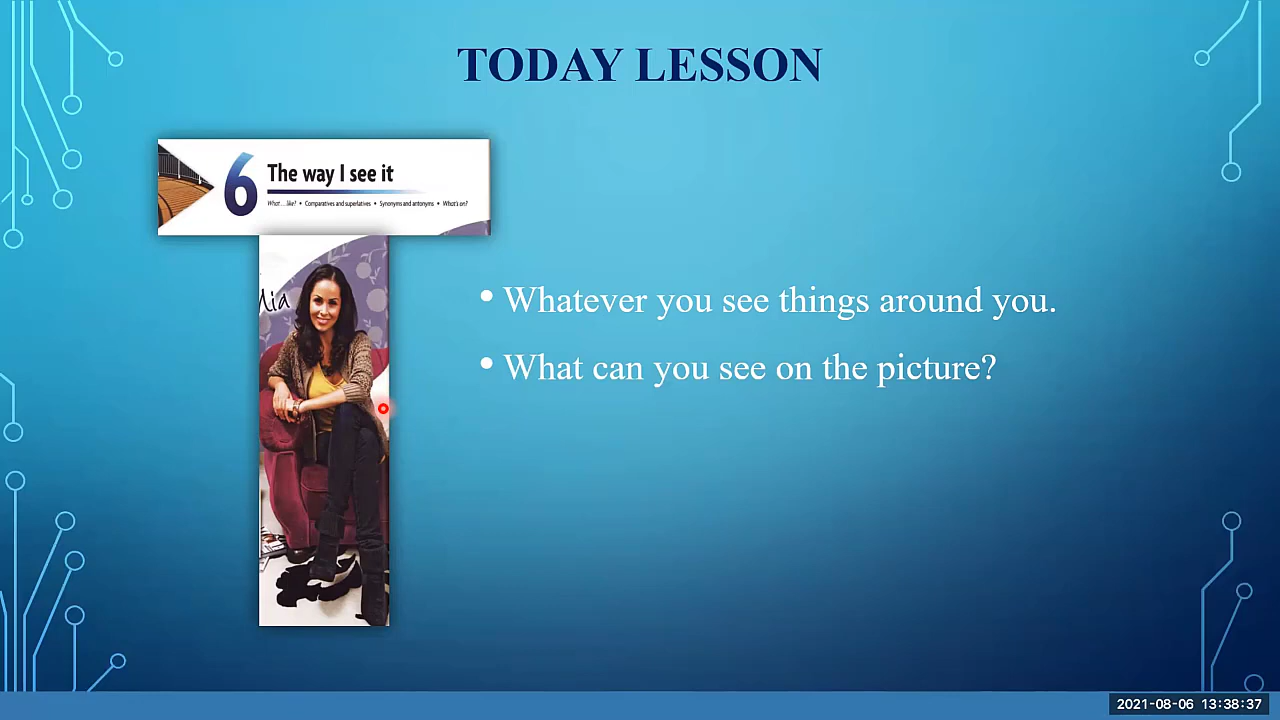 TODAY LESSON
6
The way I see it
What...like? • Comparatives and superlatives • Synonyms and antonyms • What's on?
• Whatever you see things around you.
• What can you see on the picture?
2021-08-06 13:38:37